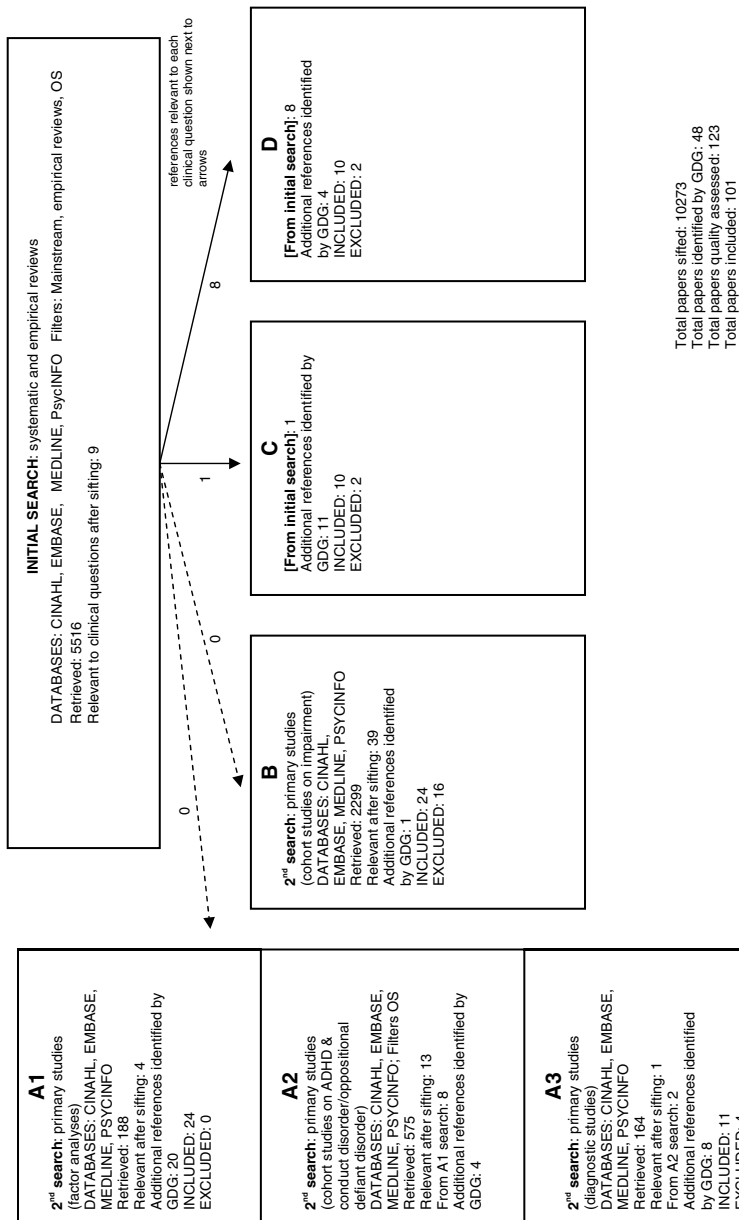 INITIAL SEARCH: systematic and empirical reviews
DATABASES: CINAHL, EMBASE, MEDLINE, PsycINFO Filters: Mainstream, empirical reviews, OS
Retrieved: 5516
Relevant to clinical questions after sifting: 9
references relevant to each
clinical question shown next to
arrows
0
0
1
8
A1
2nd search: primary studies
(factor analyses)
DATABASES: CINAHL, EMBASE,
MEDLINE, PSYCINFO
Retrieved: 188
Relevant after sifting: 4
Additional references identified by
GDG: 20
INCLUDED: 24
EXCLUDED: 0
A2
2nd search: primary studies
(cohort studies on ADHD &
conduct disorder/oppositional
defiant disorder)
DATABASES: CINAHL, EMBASE,
MEDLINE, PSYCINFO; Filters OS
Retrieved: 575
Relevant after sifting: 13
From A1 search: 8
Additional references identified by
GDG: 4
A3
2nd search: primary studies
(diagnostic studies)
DATABASES: CINAHL, EMBASE,
MEDLINE, PSYCINFO
Retrieved: 164
Relevant after sifting: 1
From A2 search: 2
Additional references identified
by GDG: 8
INCLUDED: 11
B
2nd search: primary studies
(cohort studies on impairment)
DATABASES: CINAHL,
EMBASE, MEDLINE, PSYCINFO
Retrieved: 2299
Relevant after sifting: 39
Additional references identified
by GDG: 1
INCLUDED: 24
EXCLUDED: 16
C
[From initial search]: 1
Additional references identified by
GDG: 11
INCLUDED: 10
EXCLUDED: 2
D
[From initial search]: 8
Additional references identified
by GDG: 4
INCLUDED: 10
EXCLUDED: 2
Total papers sifted: 10273
Total papers identified by GDG: 48
Total papers quality assessed: 123
Total papers included: 101